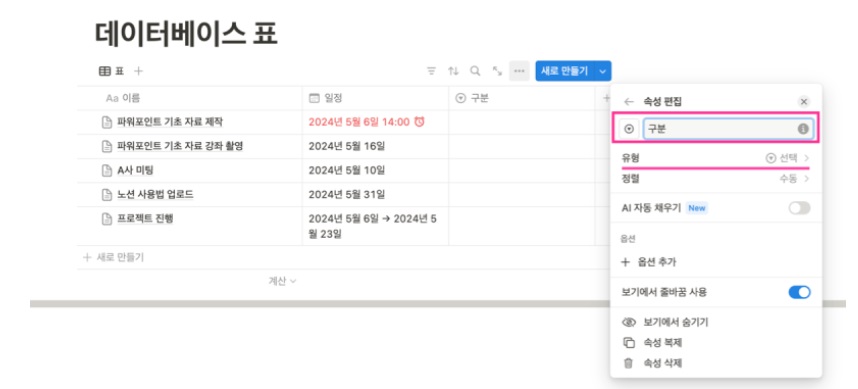 데이터베이스 표
표
새로 만들기
Aa 이름 일정 구분
파워포인트 기초 자료 제작 2024년 5월 6일 14:00
파워포인트 기초 자료 강좌 촬영 2024년 5월 16일
A사 미팅 2024년 5월 10일
노션 사용법 업로드 2024년 5월 31일
프로젝트 진행 2024년 5월 6일 → 2024년 5
월 23일
+ 새로 만들기
계산
← 속성 편집
구분
유형 선택
정렬 수동
AI 자동 채우기 New
옵션
+ 옵션 추가
보기에서 줄바꿈 사용
보기에서 숨기기
속성 복제
속성 삭제